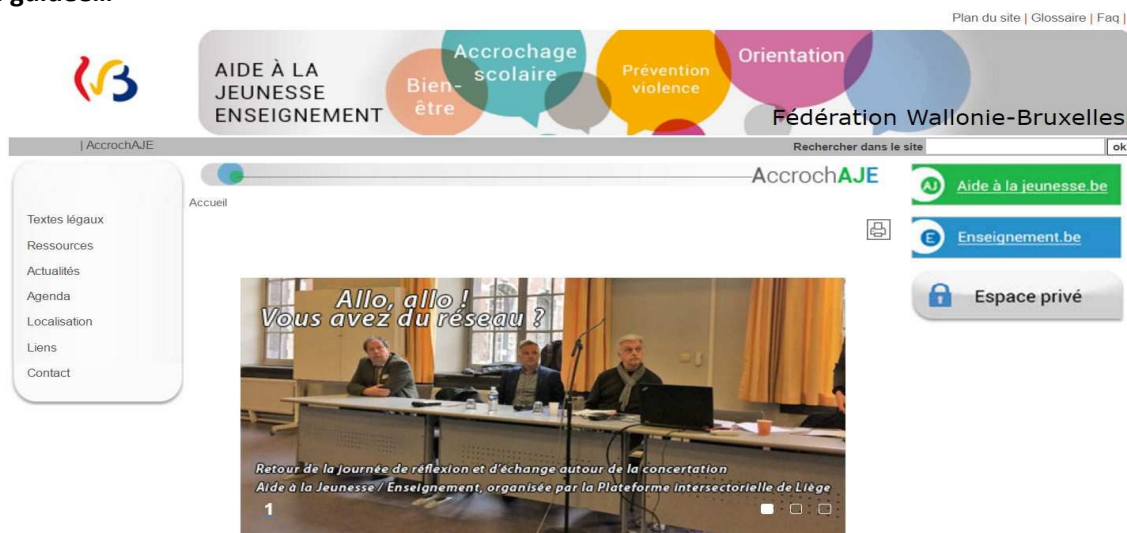 Plan du site | Glossaire | Faq |
AIDE À LA
JEUNESSE
ENSEIGNEMENT
Bien-
être
Accrochage
scolaire
Prévention
violence
Orientation
Fédération Wallonie-Bruxelles
| AccrochAJE
Rechercher dans le site
ok
AccrochAJE
Accueil
Textes légaux
Ressources
Actualités
Agenda
Localisation
Liens
Contact
AJ Aide à la jeunesse.be
E Enseignement.be
Espace privé
Allo, allo !
Vous avez du réseau ?
Retour de la journée de réflexion et d'échange autour de la concertation
Aide à la Jeunesse / Enseignement, organisée par la Plateforme intersectorielle de Liège
1